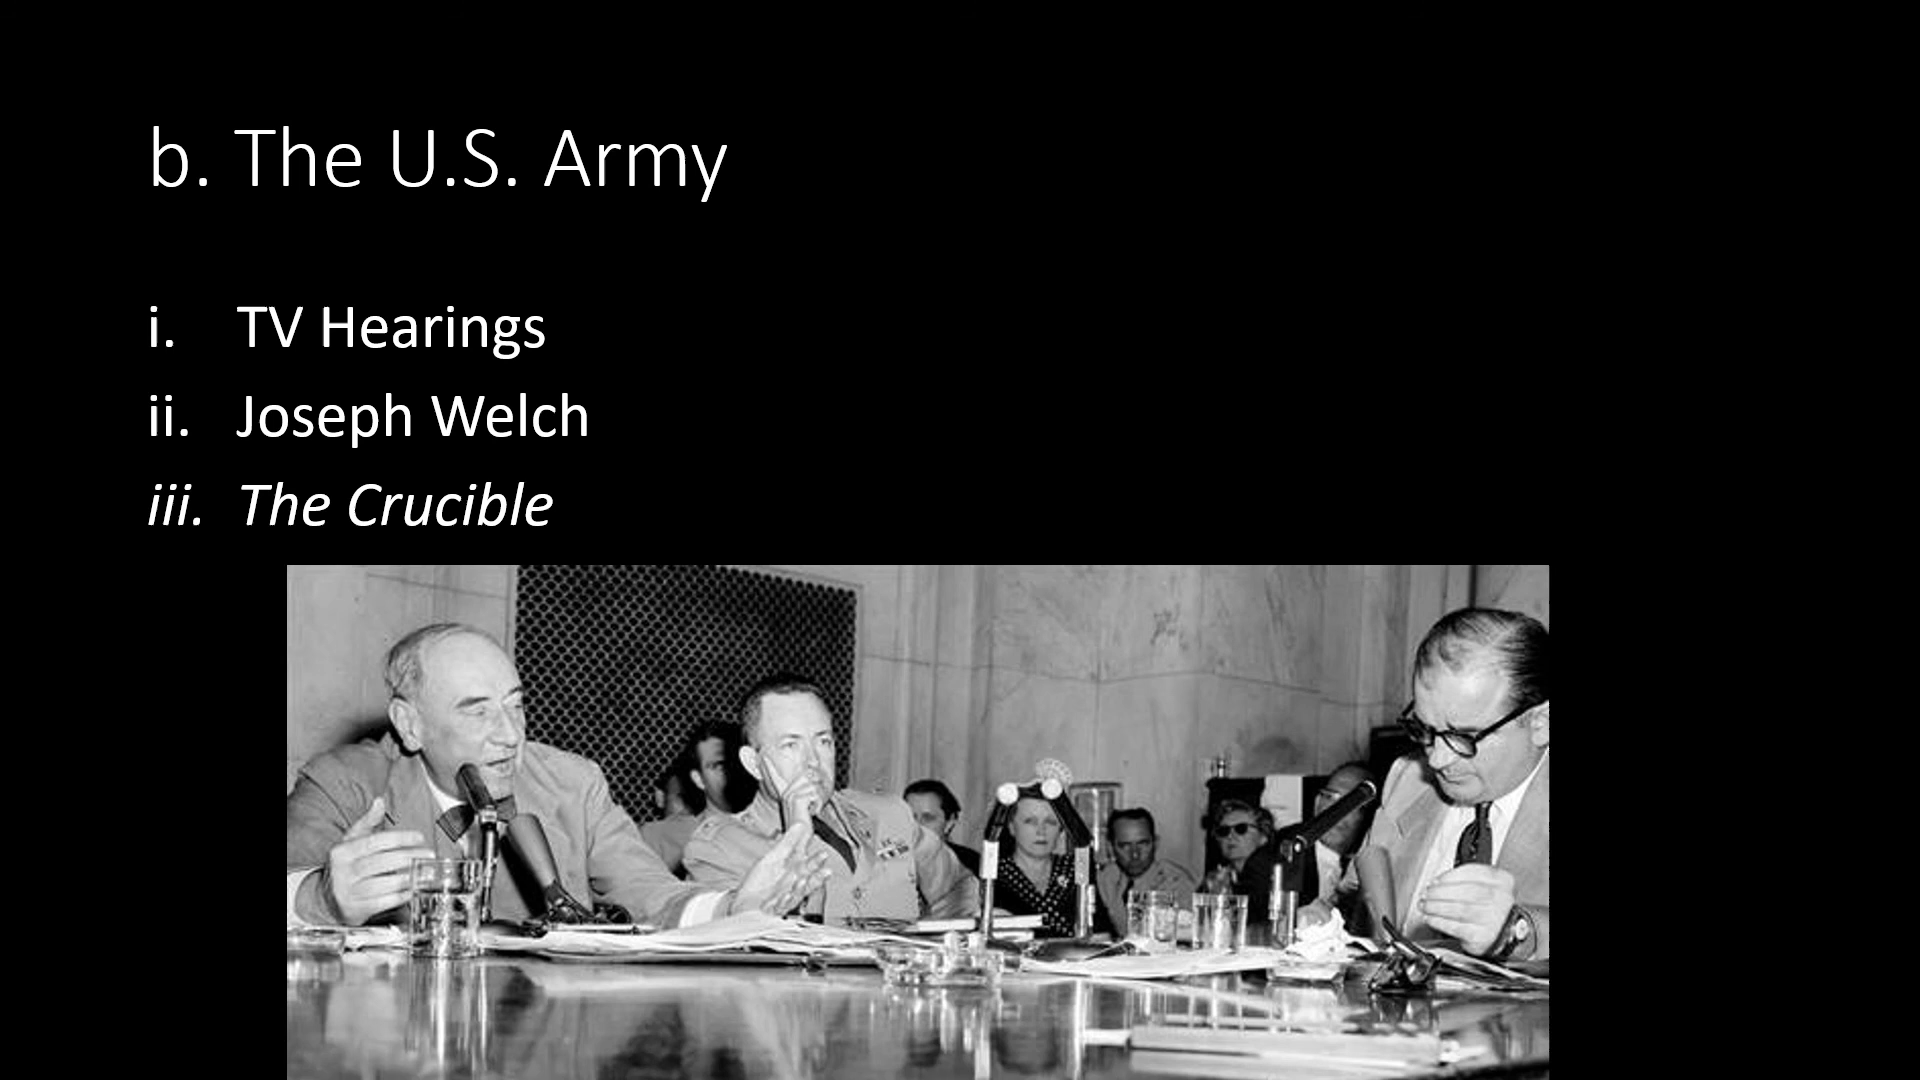 b. The U.S. Army
i. TV Hearings
ii. Joseph Welch
iii. The Crucible